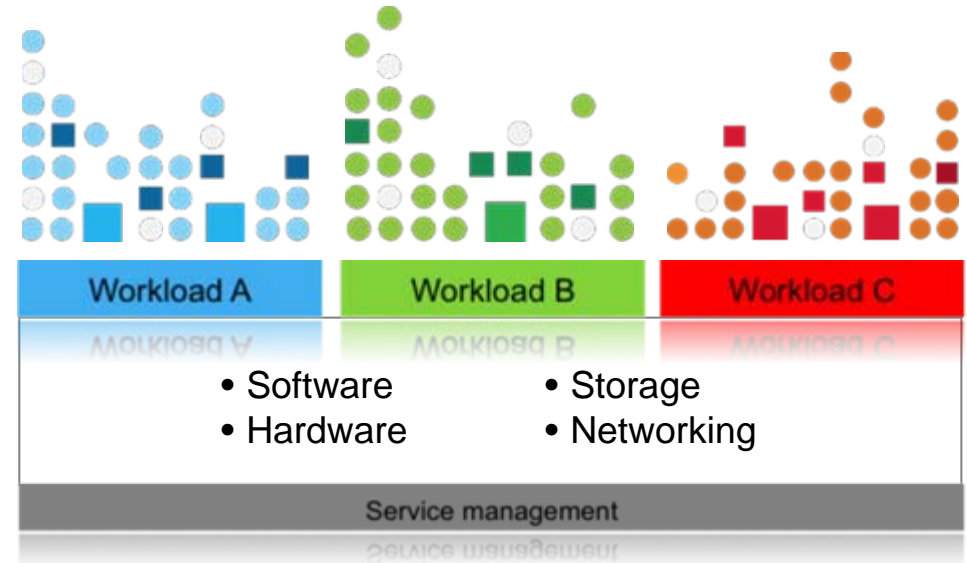 Workload A
Workload B
Workload C
• Software
• Hardware
• Storage
• Networking
Service management